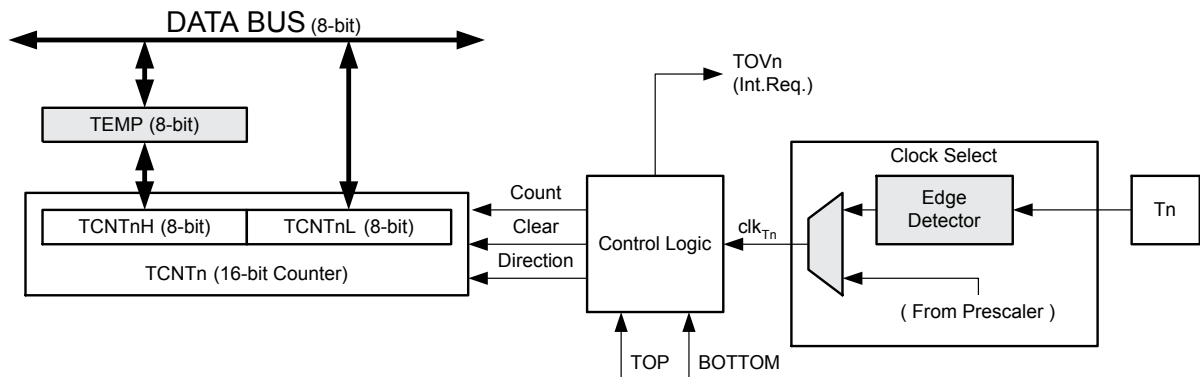 DATA BUS (8-bit)
TOVn
(Int.Req.)
TEMP (8-bit)
Clock Select
Edge
Detector
Tn
TCNTnH (8-bit)
TCNTnL (8-bit)
TCNTn (16-bit Counter)
Count
Clear
Direction
Control Logic
clkTn
( From Prescaler )
TOP
BOTTOM